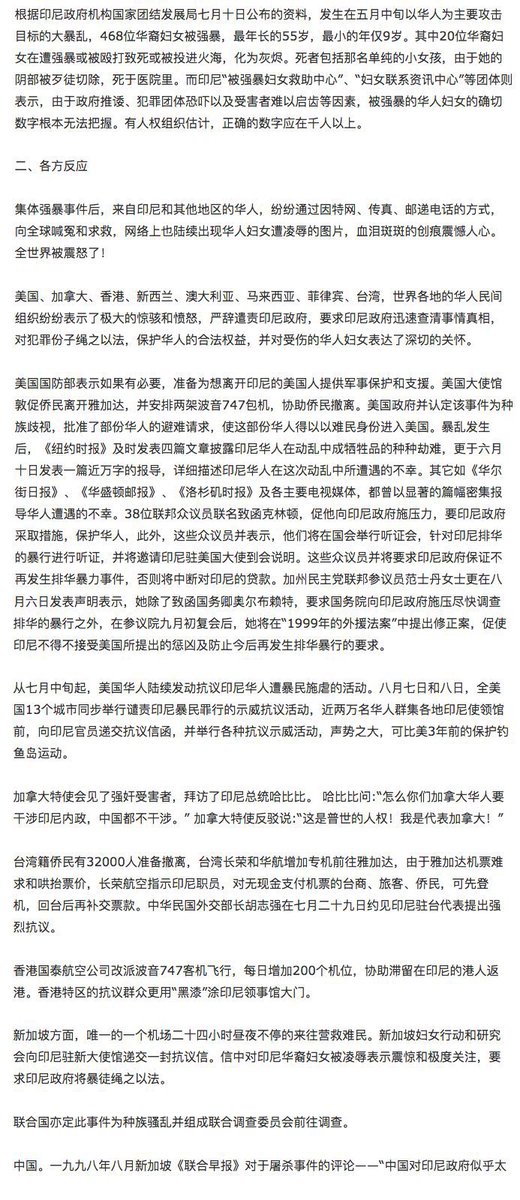 根据印尼政府机构国家团结发展局七月十日公布的资料，发生在五月中旬以华人为主要攻击
目标的大暴乱，468位华裔妇女被强暴，最年长的55岁，最小的年仅9岁。其中20位华裔妇
女在遭强暴或被殴打致死或被投进火海，化为灰烬。死者包括那名单纯的小女孩，由于她的
阴部被歹徒切除，死于医院里。而印尼“被强暴妇女救助中心”、“妇女联系资讯中心”等团体则
表示，由于政府推诿、犯罪团体恐吓以及受害者难以启齿等因素，被强暴的华人妇女的确切
数字根本无法把握。有人权组织估计，正确的数字应在千人以上。
二、各方反应
集体强暴事件后，来自印尼和其他地区的华人，纷纷通过因特网、传真、邮递电话的方式，
向全球喊冤和求救，网络上也陆续出现华人妇女遭凌辱的图片，血泪斑斑的创痕震憾人心。
全世界被震怒了！
美国、加拿大、香港、新西兰、澳大利亚、马来西亚、菲律宾、台湾，世界各地的华人民间
组织纷纷表示了极大的惊骇和愤怒，严辞谴责印尼政府，要求印尼政府迅速查清事情真相，
对犯罪份子绳之以法，保护华人的合法权益，并对受伤的华人妇女表达了深切的关怀。
美国国防部表示如果有必要，准备为想离开印尼的美国人提供军事保护和支援。美国大使馆
敦促侨民离开雅加达，并安排两架波音747包机，协助侨民撤离。美国政府并认定该事件为种
族歧视，批准了部份华人的避难请求，使这部份华人得以以难民身份进入美国。暴乱发生
后，《纽约时报》及时发表四篇文章披露印尼华人在动乱中成牺牲品的种种劫难，更于六月
十日发表一篇近万字的报导，详细描述印尼华人在这次动乱中所遭遇的不幸。其它如《华尔
街日报》、《华盛顿邮报》、《洛杉矶时报》及各主要电视媒体，都曾以显著的篇幅密集报
导华人遭遇的不幸。38位联邦众议员联名致函克林顿，促他向印尼政府施压力，要印尼政府
采取措施，保护华人，此外，这些众议员并表示，他们将在国会举行听证会，针对印尼排华
的暴行进行听证，并将邀请印尼驻美国大使到会说明。这些众议员并将要求印尼政府保证不
再发生排华暴力事件，否则将中断对印尼的贷款。加州民主党联邦参议员范士丹女士更在八
月六日发表声明表示，她除了致函国务卿奥尔布赖特，要求国务院向印尼政府施压尽快调查
排华的暴行之外，在参议院九月初复会后，她将在“1999年的外援法案”中提出修正案，促使
印尼不得不接受美国所提出的惩凶及防止今后再发生排华暴行的要求。
从七月中旬起，美国华人陆续发动抗议印尼华人遭暴民施虐的活动。八月七日和八日，全美
国13个城市同步举行谴责印尼暴民罪行的示威抗议活动，近两万名华人群集各地印尼使领馆
前，向印尼官员递交抗议信函，并举行各种抗议示威活动，声势之大，可比美3年前的保护钓
鱼岛运动。
加拿大特使会见了强奸受害者，拜访了印尼总统哈比比。 哈比比问:“怎么你们加拿大华人要
干涉印尼内政，中国都不干涉。” 加拿大特使反驳说:“这是普世的人权！我是代表加拿大！”
台湾籍侨民有32000人准备撤离，台湾长荣和华航增加专机前往雅加达，由于雅加达机票难
求和哄抬票价，长荣航空指示印尼职员，对无现金支付机票的台商、旅客、侨民，可先登
机，回台后再补交票款。中华民国外交部长胡志强在七月二十九日约见印尼驻台代表提出强
烈抗议。
香港国泰航空公司改派波音747客机飞行，每日增加200个机位，协助滞留在印尼的港人返
港。香港特区的抗议群众更用“黑漆”涂印尼领事馆大门。
新加坡方面，唯一的一个机场二十四小时昼夜不停的来往营救难民。新加坡妇女行动和研究
会向印尼驻新大使馆递交一封抗议信。信中对印尼华裔妇女被凌辱表示震惊和极度关注，要
求印尼政府将暴徒绳之以法。
联合国亦定此事件为种族骚乱并组成联合调查委员会前往调查。
中国。一九九八年八月新加坡《联合早报》对于屠杀事件的评论——“中国对印尼政府似乎太